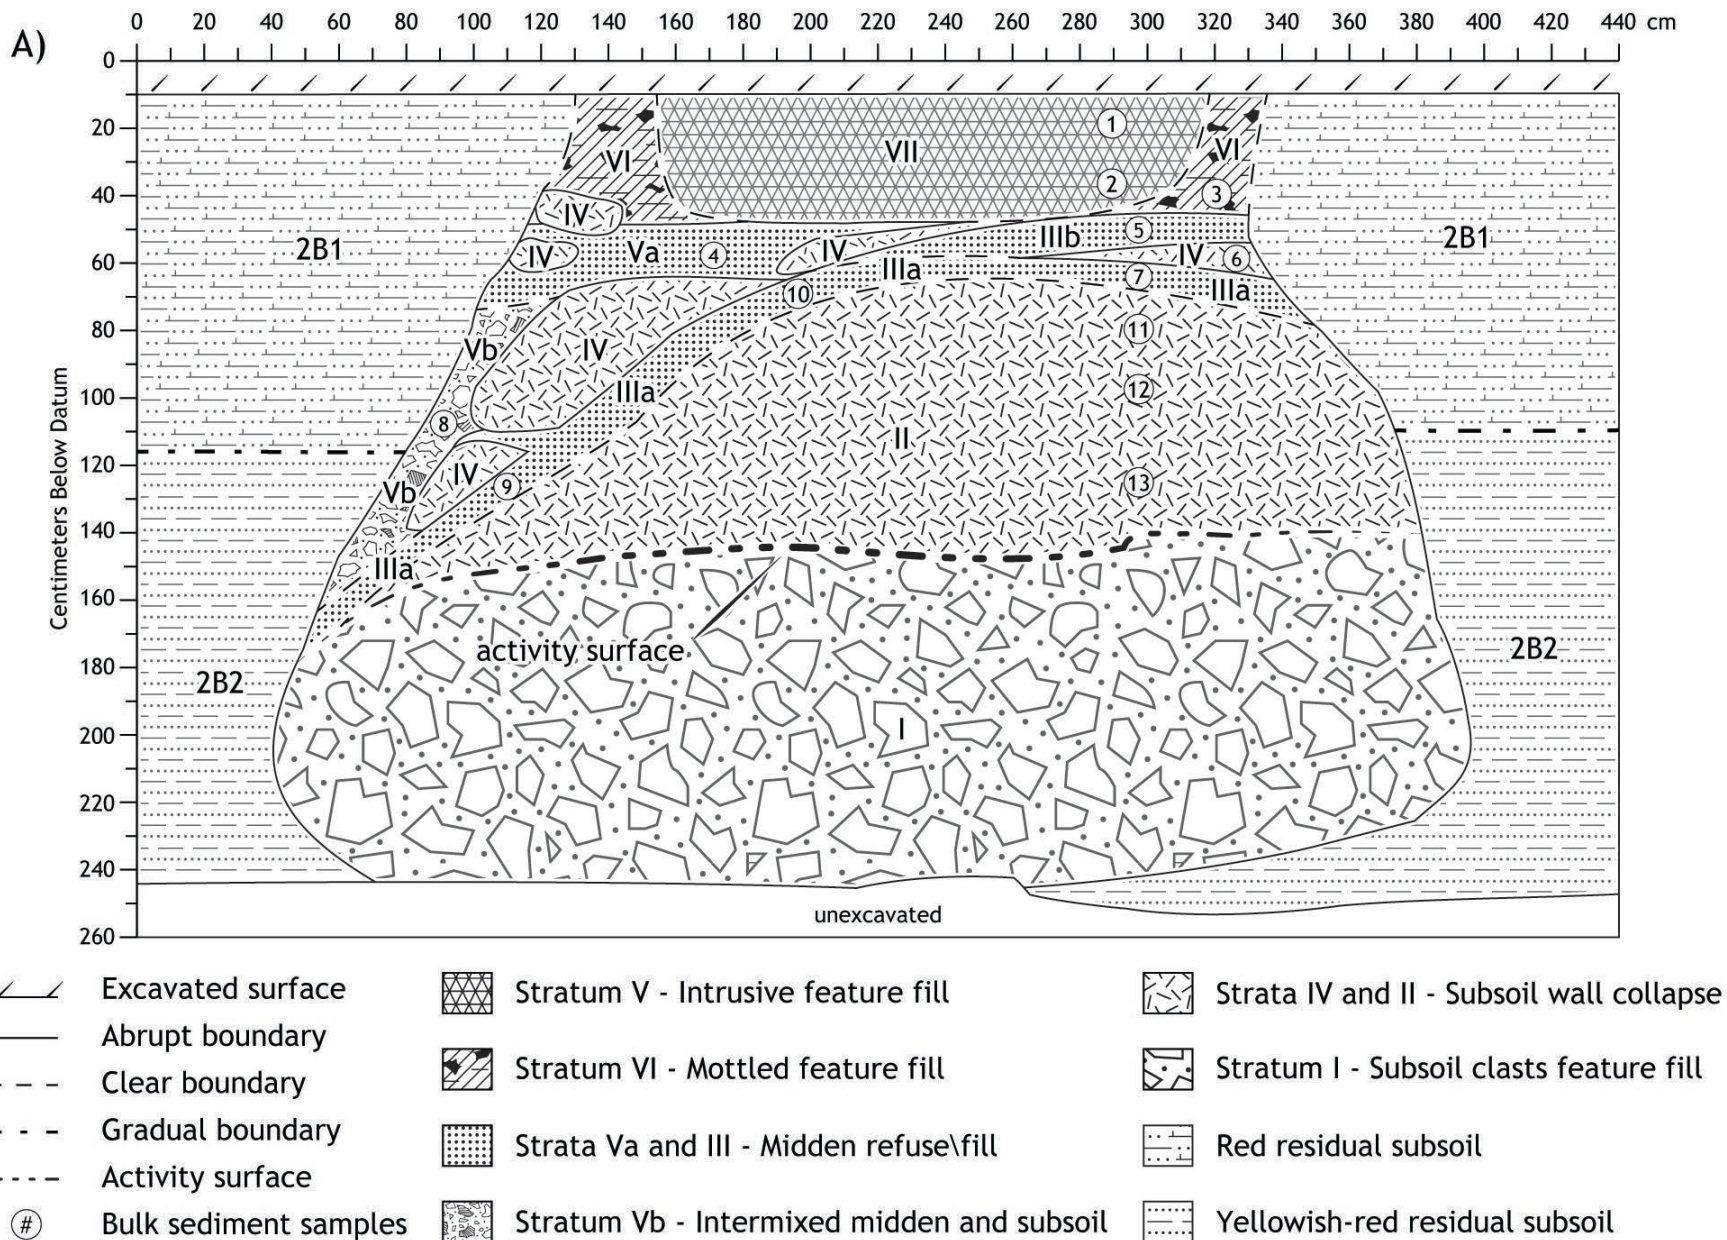 A)
0 20 40 60 80 100 120 140 160 180 200 220 240 260 280 300 320 340 360 380 400 420 440 cm
0
20
40
60
80
100
120
140
160
180
200
220
240
260
Centimeters Below Datum
1
VI VII VI
2 3
IV
2B1 IV Va 4 IV IIIb 5 IV 6 2B1
10 IIIa 7 IIIa
11
Vb IV
IIIa 12
8 II
Vb IV 9 13
IIIa
activity surface
2B2 2B2
I
unexcavated
Excavated surface
Abrupt boundary
Clear boundary
Gradual boundary
Activity surface
# Bulk sediment samples
Stratum V - Intrusive feature fill
Stratum VI - Mottled feature fill
Strata Va and III - Midden refuse\fill
Stratum Vb - Intermixed midden and subsoil
Strata IV and II - Subsoil wall collapse
Stratum I - Subsoil clasts feature fill
Red residual subsoil
Yellowish-red residual subsoil